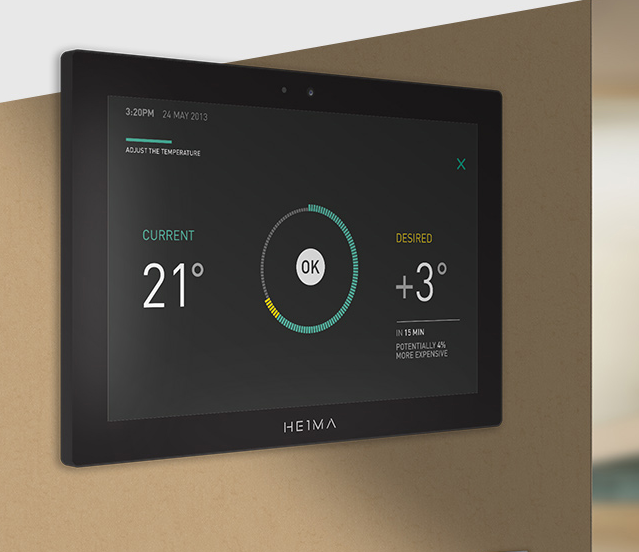 3:20PM 24 MAY 2013
ADJUST THE TEMPERATURE
X
CURRENT
21°
OK
DESIRED
+3°
IN 15 MIN
POTENTIALLY 4%
MORE EXPENSIVE
HEIMA